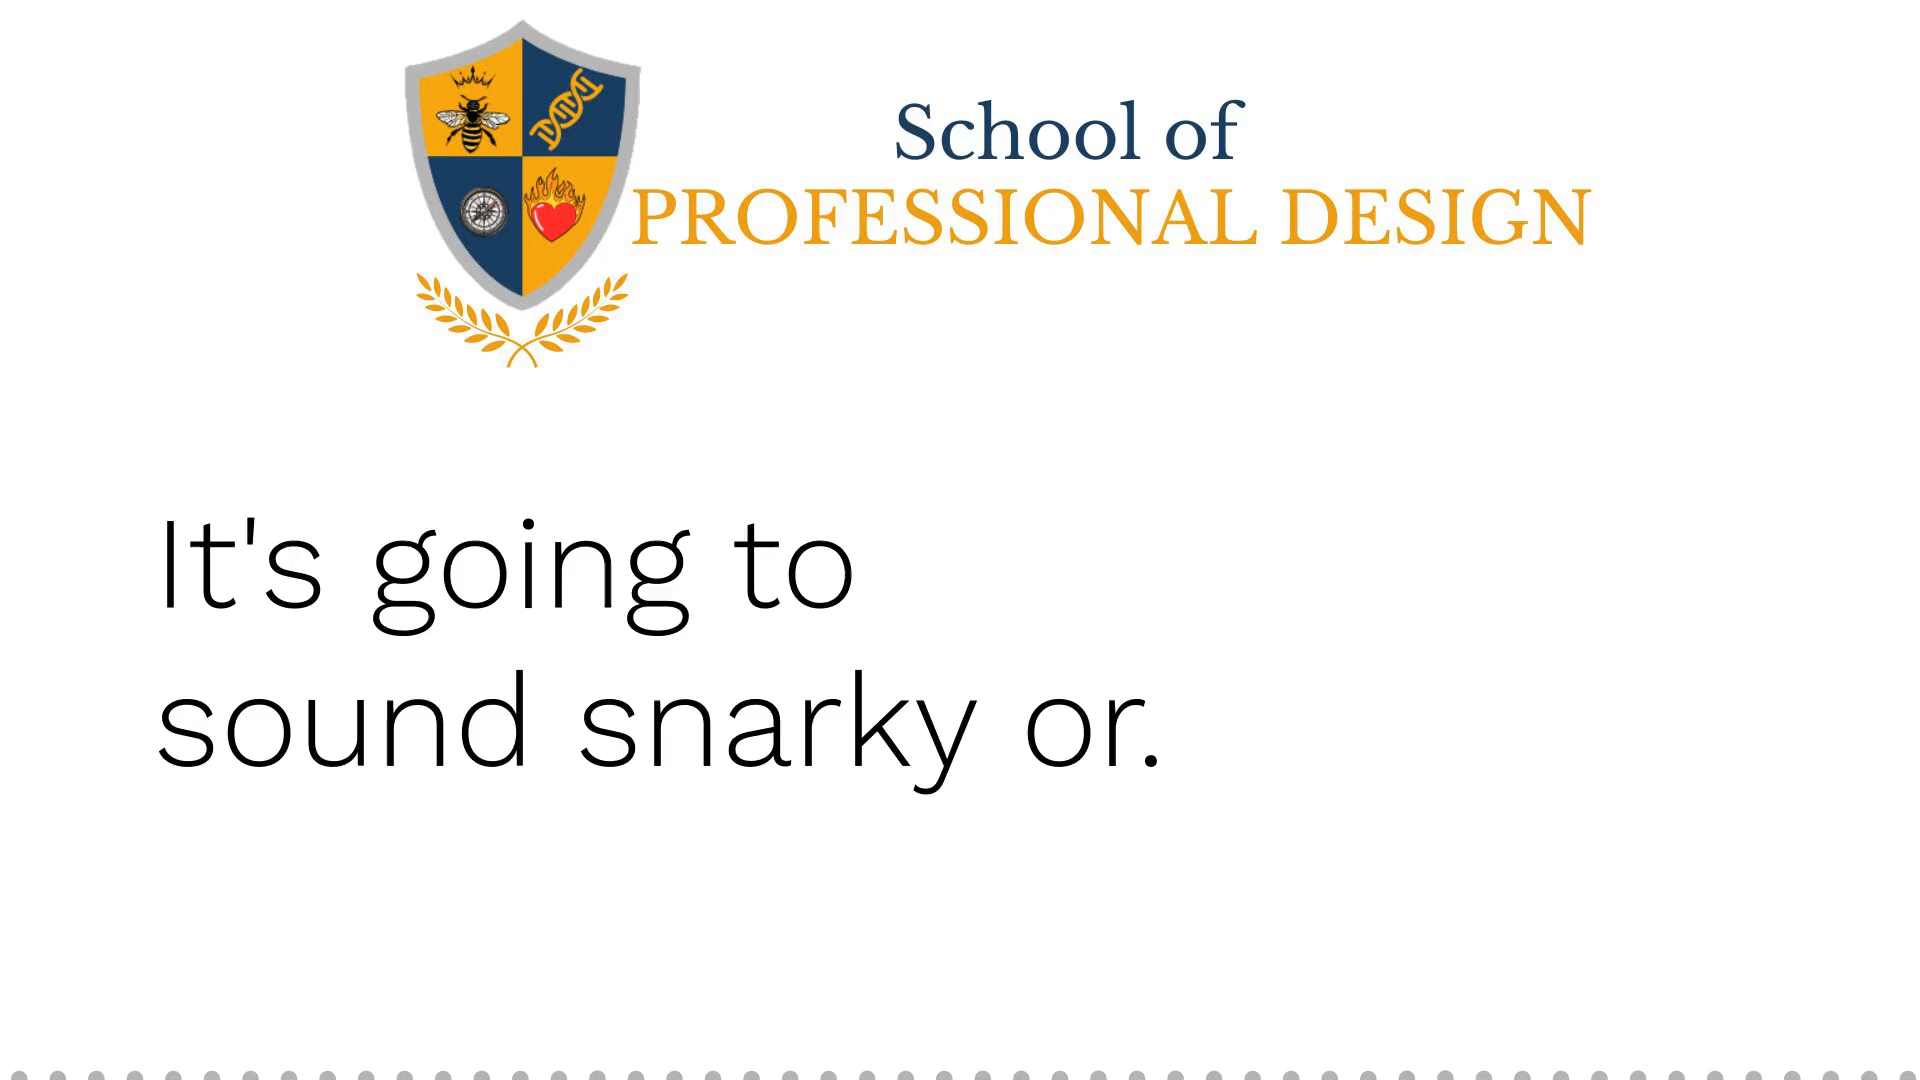 School of
PROFESSIONAL DESIGN
It's going to
sound snarky or.